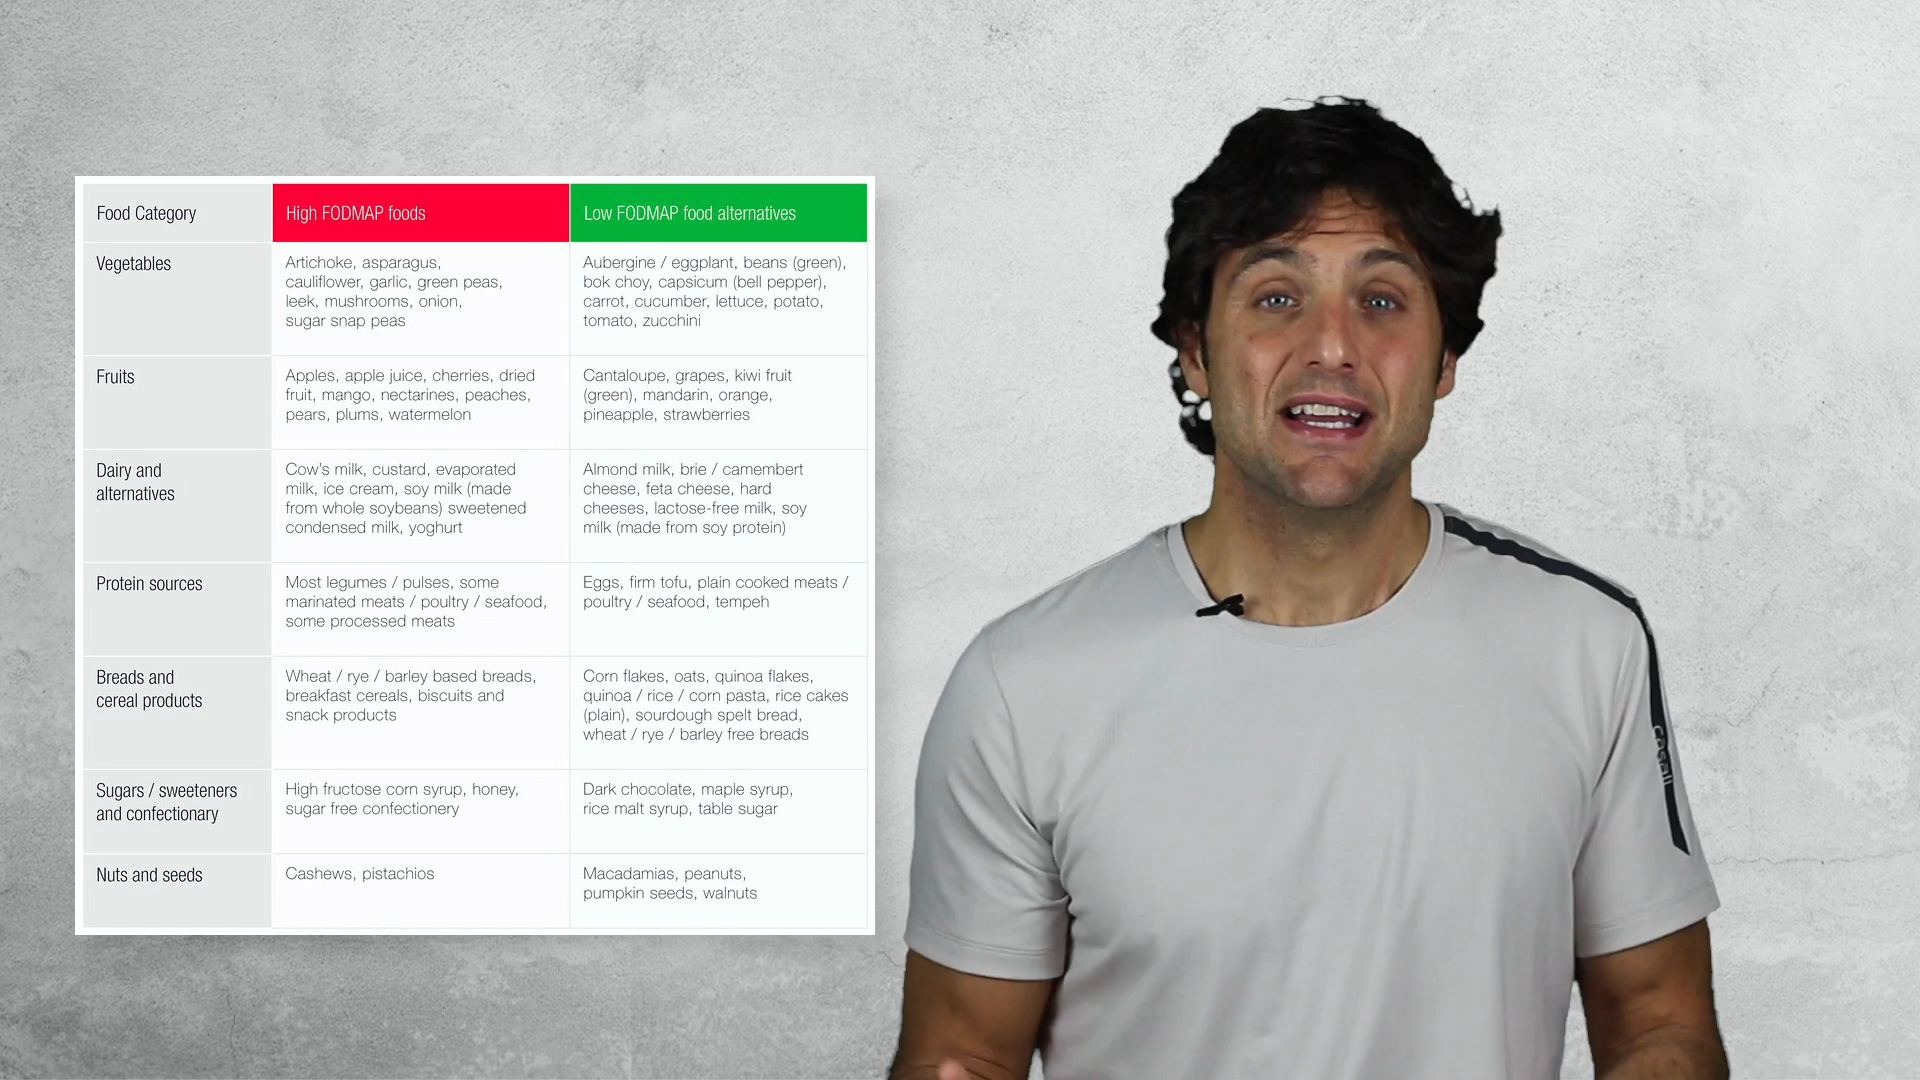 Food Category
High FODMAP foods
Low FODMAP food alternatives
Vegetables
Artichoke, asparagus,
cauliflower, garlic, green peas,
leek, mushrooms, onion,
sugar snap peas
Aubergine / eggplant, beans (green),
bok choy, capsicum (bell pepper),
carrot, cucumber, lettuce, potato,
tomato, zucchini
Fruits
Apples, apple juice, cherries, dried
fruit, mango, nectarines, peaches,
pears, plums, watermelon
Cantaloupe, grapes, kiwi fruit
(green), mandarin, orange,
pineapple, strawberries
Dairy and
alternatives
Cow's milk, custard, evaporated
milk, ice cream, soy milk (made
from whole soybeans) sweetened
condensed milk, yoghurt
Almond milk, brie / camembert
cheese, feta cheese, hard
cheeses, lactose-free milk, soy
milk (made from soy protein)
Protein sources
Most legumes / pulses, some
marinated meats / poultry / seafood,
some processed meats
Eggs, firm tofu, plain cooked meats /
poultry / seafood, tempeh
Breads and
cereal products
Wheat / rye / barley based breads,
breakfast cereals, biscuits and
snack products
Corn flakes, oats, quinoa flakes,
quinoa / rice / corn pasta, rice cakes
(plain), sourdough spelt bread,
wheat / rye / barley free breads
Sugars / sweeteners
and confectionary
High fructose corn syrup, honey,
sugar free confectionery
Dark chocolate, maple syrup,
rice malt syrup, table sugar
Nuts and seeds
Cashews, pistachios
Macadamias, peanuts,
pumpkin seeds, walnuts